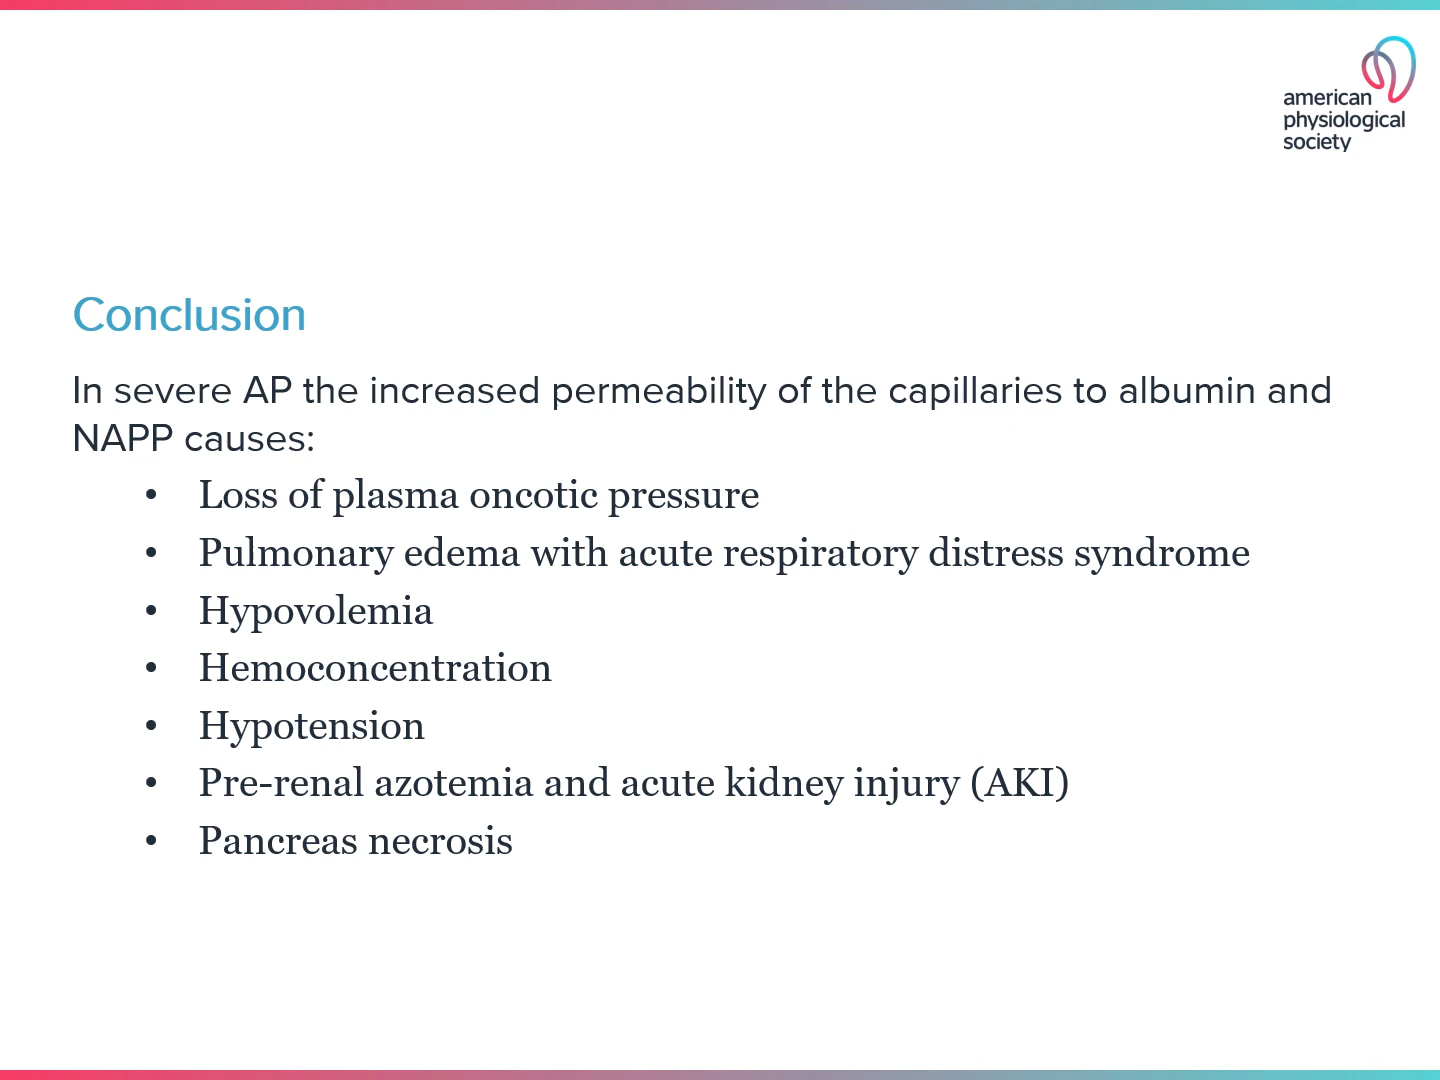 american
physiological
society
Conclusion
In severe AP the increased permeability of the capillaries to albumin and
NAPP causes:
• Loss of plasma oncotic pressure
• Pulmonary edema with acute respiratory distress syndrome
• Hypovolemia
• Hemoconcentration
• Hypotension
• Pre-renal azotemia and acute kidney injury (AKI)
• Pancreas necrosis